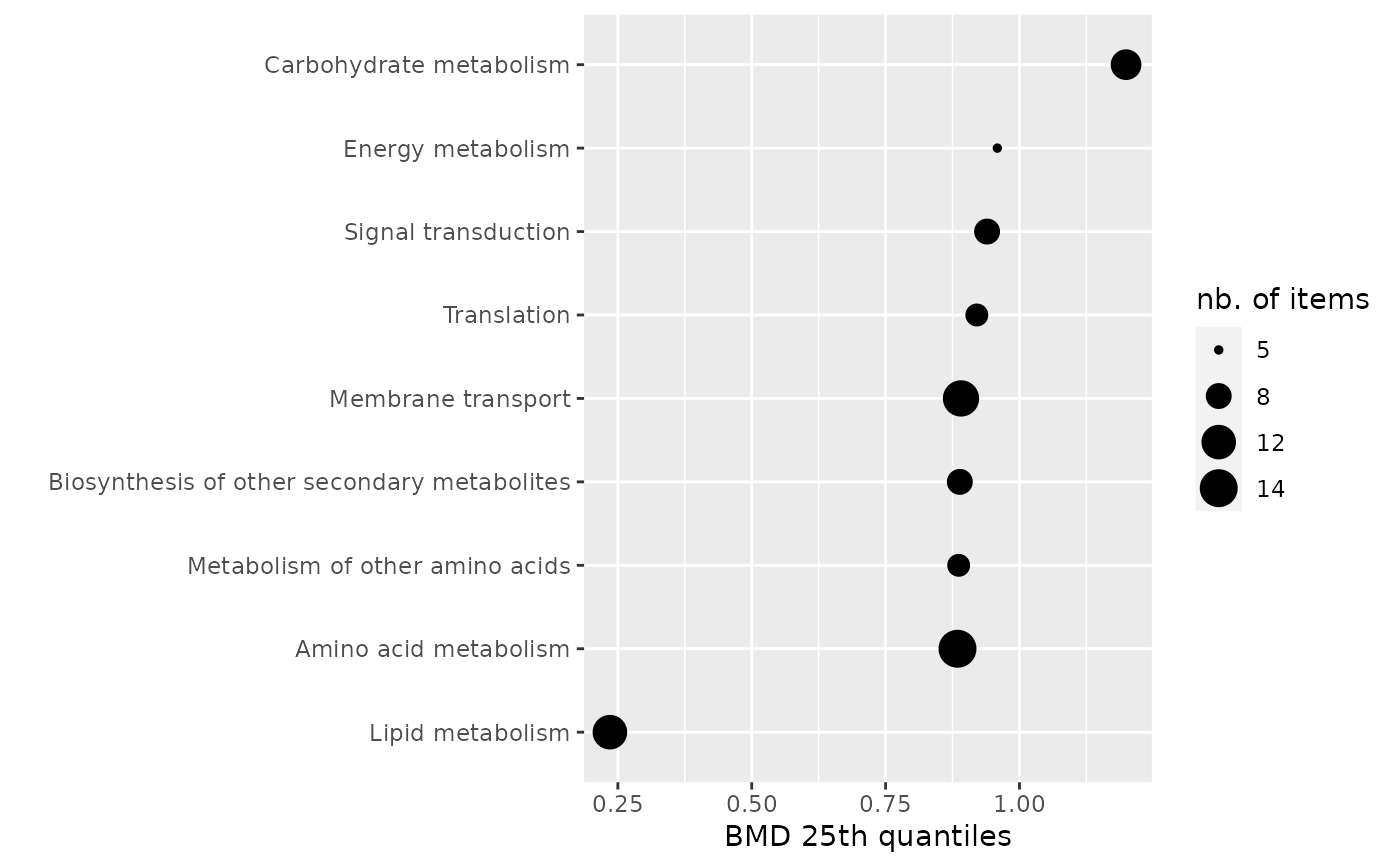 Carbohydrate metabolism
Energy metabolism
Signal transduction
Translation
Membrane transport
Biosynthesis of other secondary metabolites
Metabolism of other amino acids
Amino acid metabolism
Lipid metabolism
0.25 0.50 0.75 1.00
BMD 25th quantiles
nb. of items
5
8
12
14